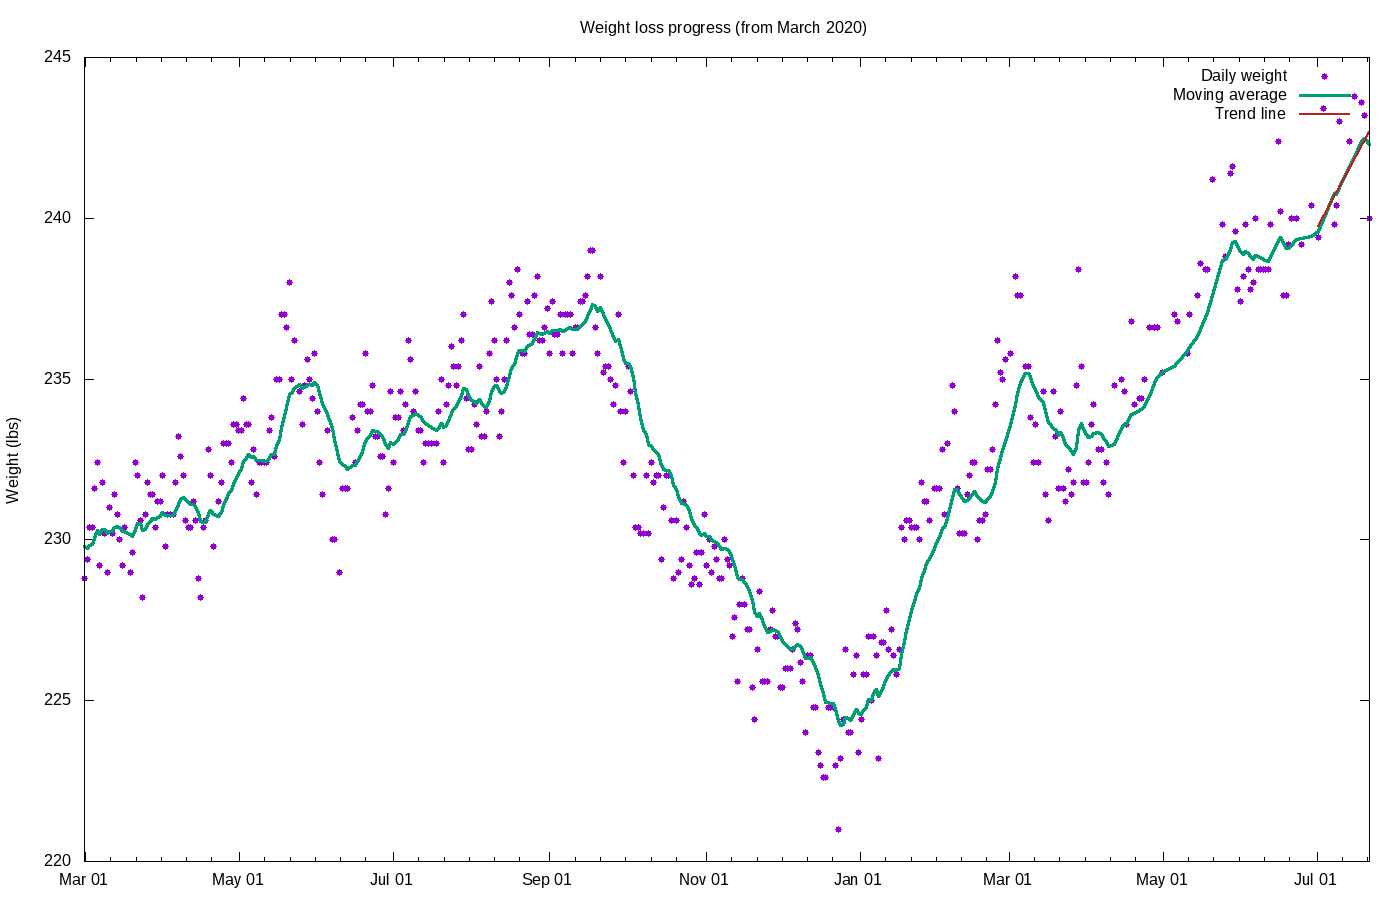 Weight loss progress (from March 2020)
245
240
235
230
225
220
Weight (lbs)
Daily weight
Moving average
Trend line
Mar 01
May 01
Jul 01
Sep 01
Nov 01
Jan 01
Mar 01
May 01
Jul 01